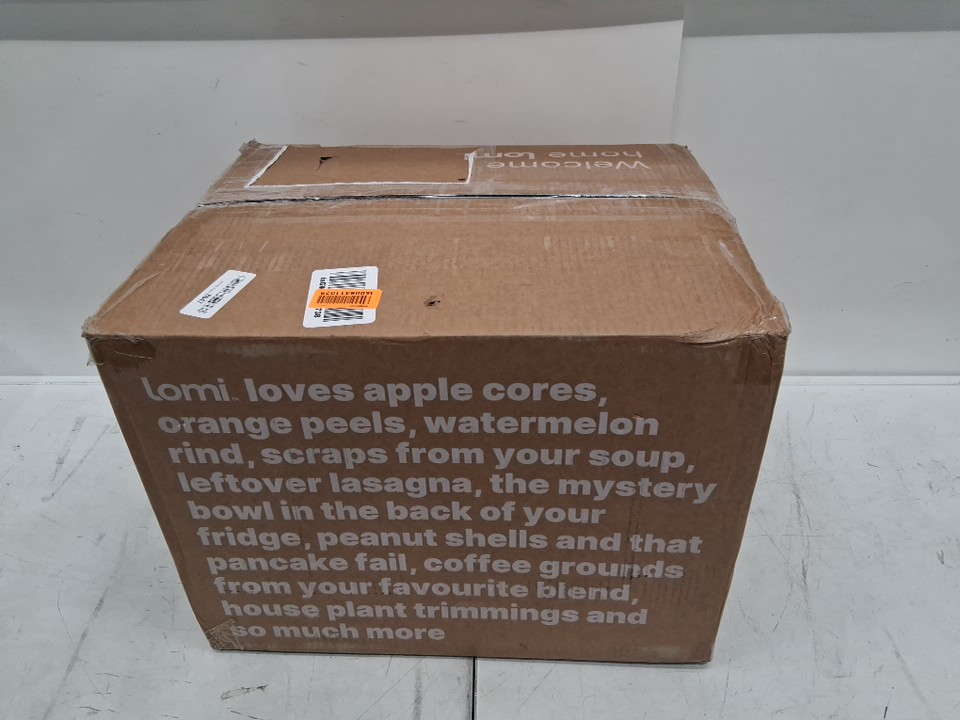 Welcome
home lomi
lomi™ loves apple cores,
orange peels, watermelon
rind, scraps from your soup,
leftover lasagna, the mystery
bowl in the back of your
fridge, peanut shells and that
pancake fail, coffee grounds
from your favourite blend,
house plant trimmings and
so much more